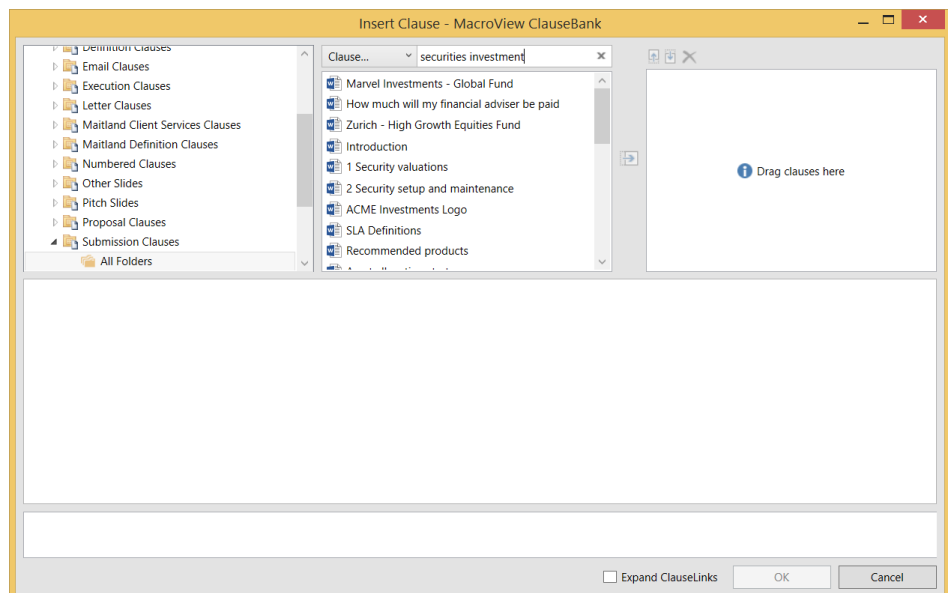 Insert Clause - MacroView ClauseBank
Definition Clauses
Email Clauses
Execution Clauses
Letter Clauses
Maitland Client Services Clauses
Maitland Definition Clauses
Numbered Clauses
Other Slides
Pitch Slides
Proposal Clauses
Submission Clauses
All Folders
Clause...
securities investment
Marvel Investments - Global Fund
How much will my financial adviser be paid
Zurich - High Growth Equities Fund
Introduction
1 Security valuations
2 Security setup and maintenance
ACME Investments Logo
SLA Definitions
Recommended products
Drag clauses here
Expand ClauseLinks
OK
Cancel